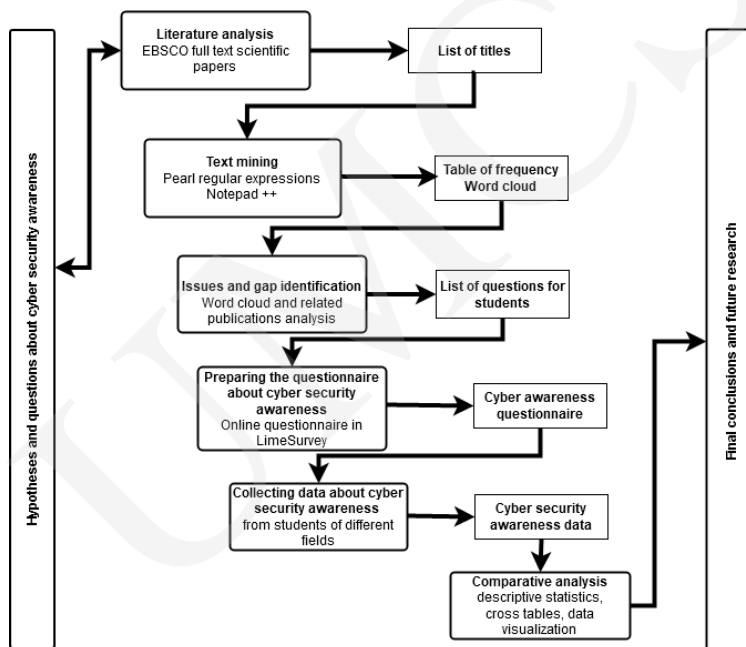 Hypotheses and questions about cyber security awareness
Literature analysis
EBSCO full text scientific
papers
List of titles
Text mining
Pearl regular expressions
Notepad ++
Table of frequency
Word cloud
Issues and gap identification
Word cloud and related
publications analysis
List of questions for
students
Preparing the questionnaire
about cyber security
awareness
Online questionnaire in
LimeSurvey
Cyber awareness
questionnaire
Collecting data about cyber
security awareness
from students of different
fields
Cyber security
awareness data
Comparative analysis
descriptive statistics,
cross tables, data
visualization
Final conclusions and future research
UMCS